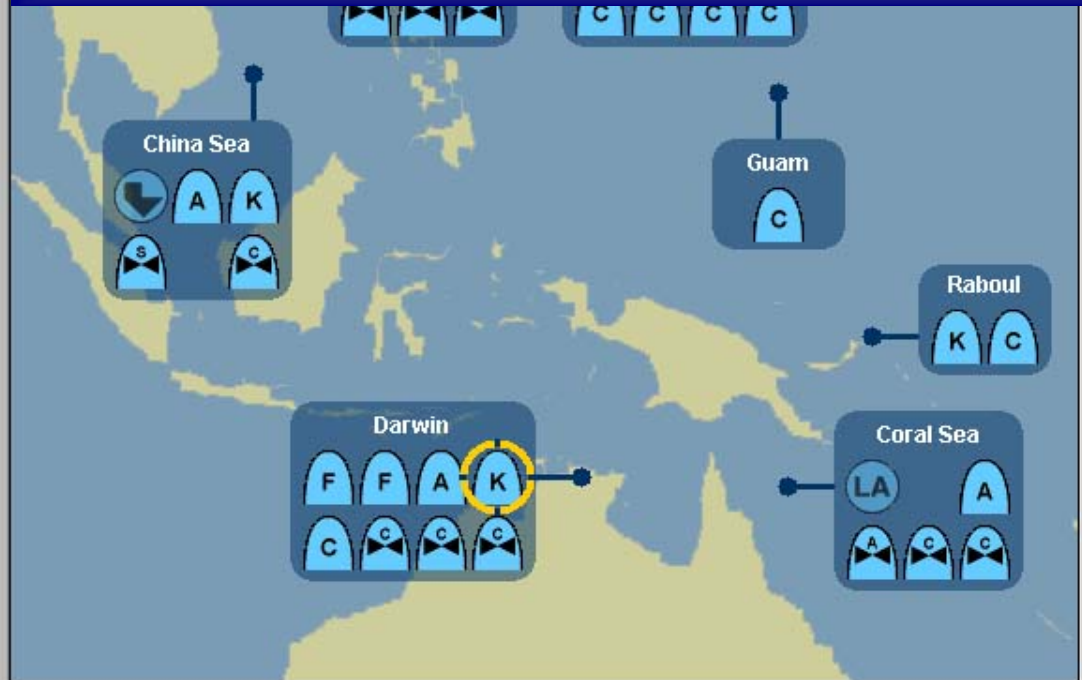 C C C C
China Sea
A K
S C
Guam
C
Raboul
K C
Darwin
F F A K
C C C C
Coral Sea
LA A
A C C